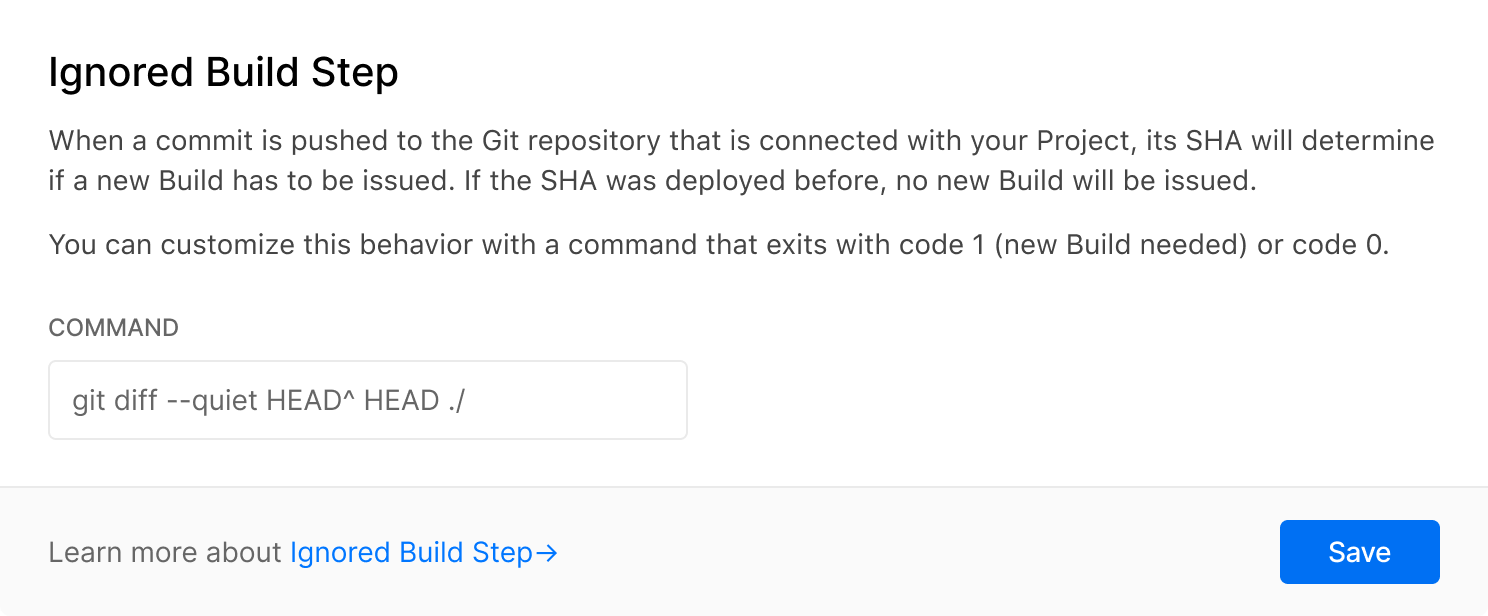 Ignored Build Step
When a commit is pushed to the Git repository that is connected with your Project, its SHA will determine
if a new Build has to be issued. If the SHA was deployed before, no new Build will be issued.
You can customize this behavior with a command that exits with code 1 (new Build needed) or code 0.
COMMAND
git diff --quiet HEAD^ HEAD ./
Learn more about Ignored Build Step→
Save